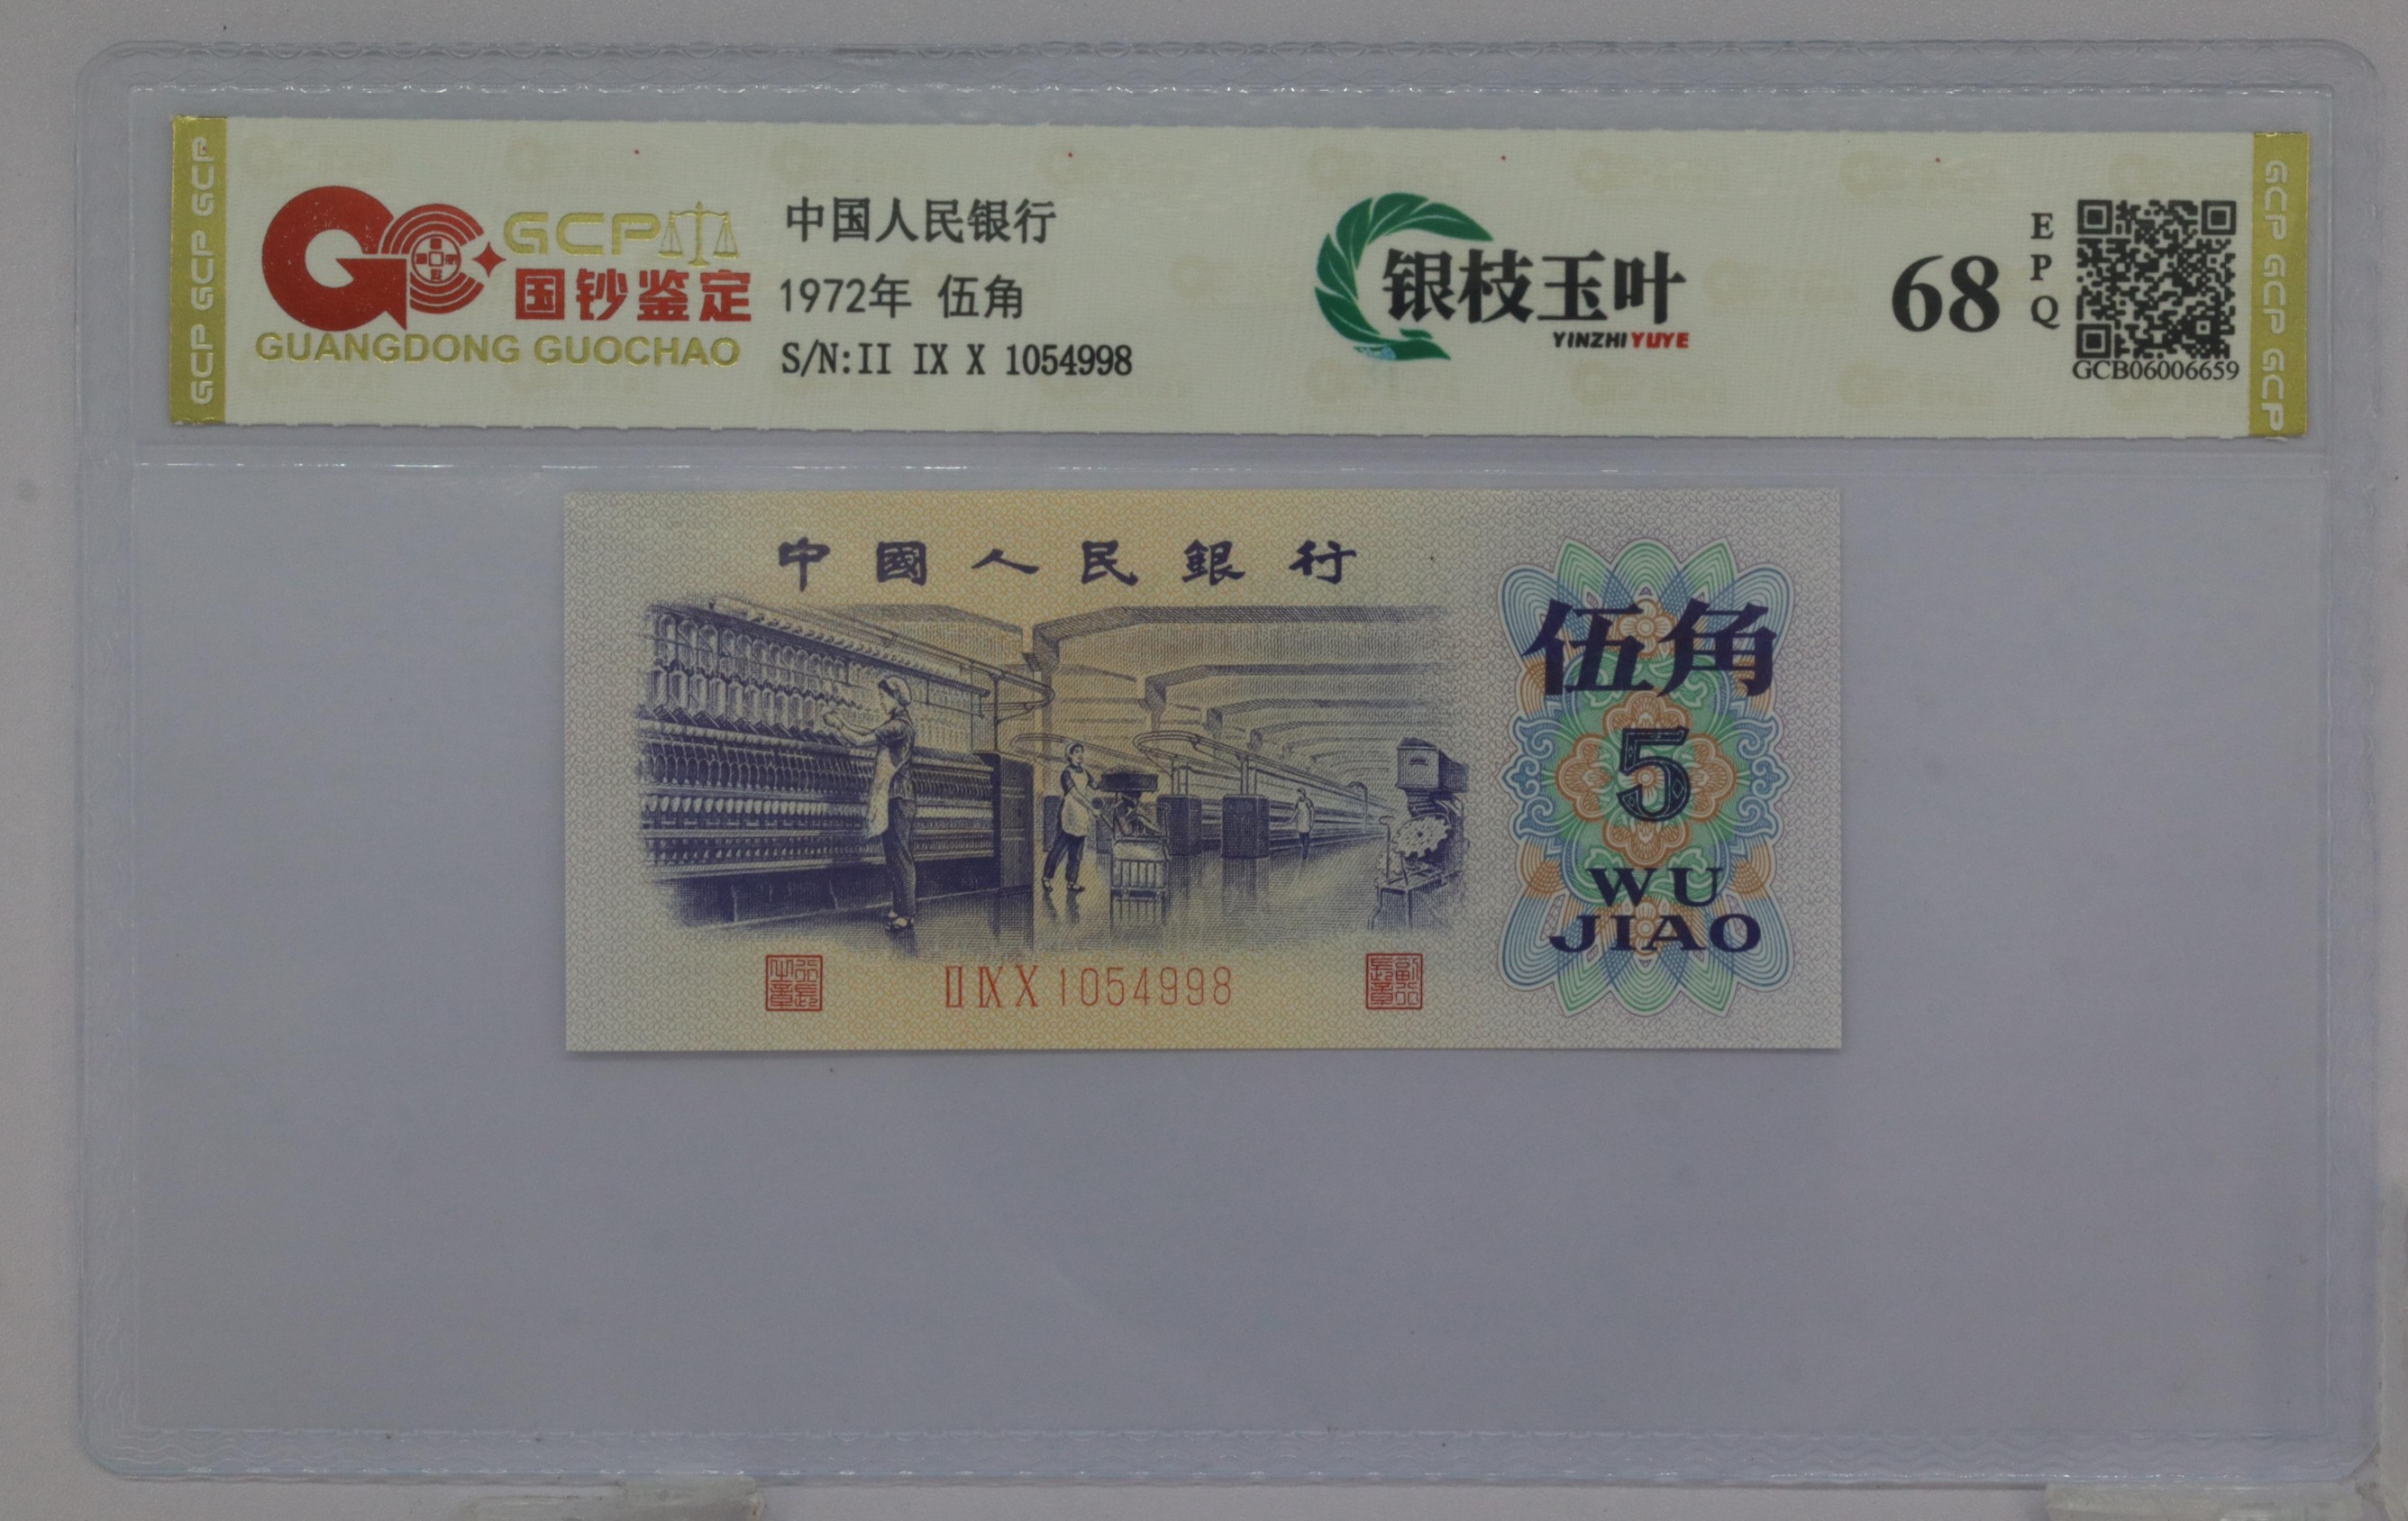 GCP GCP GCP
GCP
国钞鉴定
GUANGDONG GUOCHAO
中国人民银行
1972年 伍角
S/N:II IX X 1054998
银枝玉叶
YINZHI YUYE
68
EPQ
GCB06006659
GCP GCP GCP
中國人民銀行
伍角
5
WU
JIAO
II IX X 1054998